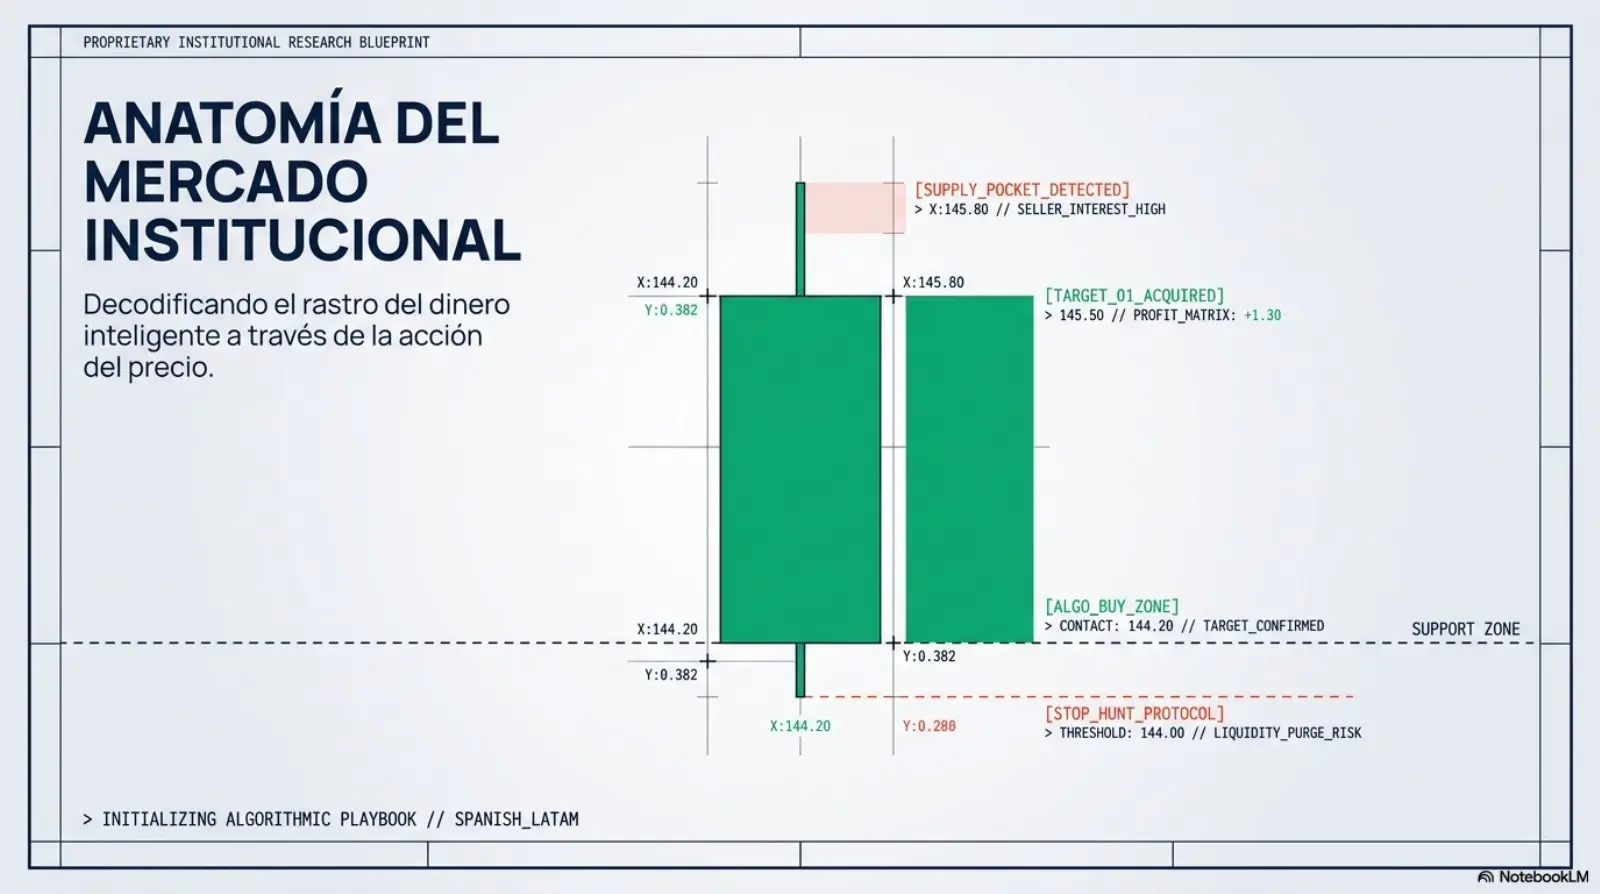 PROPRIETARY INSTITUTIONAL RESEARCH BLUEPRINT
ANATOMÍA DEL
MERCADO
INSTITUCIONAL
Decodificando el rastro del dinero
inteligente a través de la acción
del precio.
[SUPPLY_POCKET_DETECTED]
> X:145.80 // SELLER_INTEREST_HIGH
X:144.20
Y:0.382
X:145.80
[TARGET_01_ACQUIRED]
> 145.50 // PROFIT_MATRIX: +1.30
[ALGO_BUY_ZONE]
> CONTACT: 144.20 // TARGET_CONFIRMED
X:144.20
SUPPORT ZONE
Y:0.382
Y:0.382
X:144.20
Y:0.280
[STOP_HUNT_PROTOCOL]
> THRESHOLD: 144.00 // LIQUIDITY_PURGE_RISK
> INITIALIZING ALGORITHMIC PLAYBOOK // SPANISH_LATAM
NotebookLM